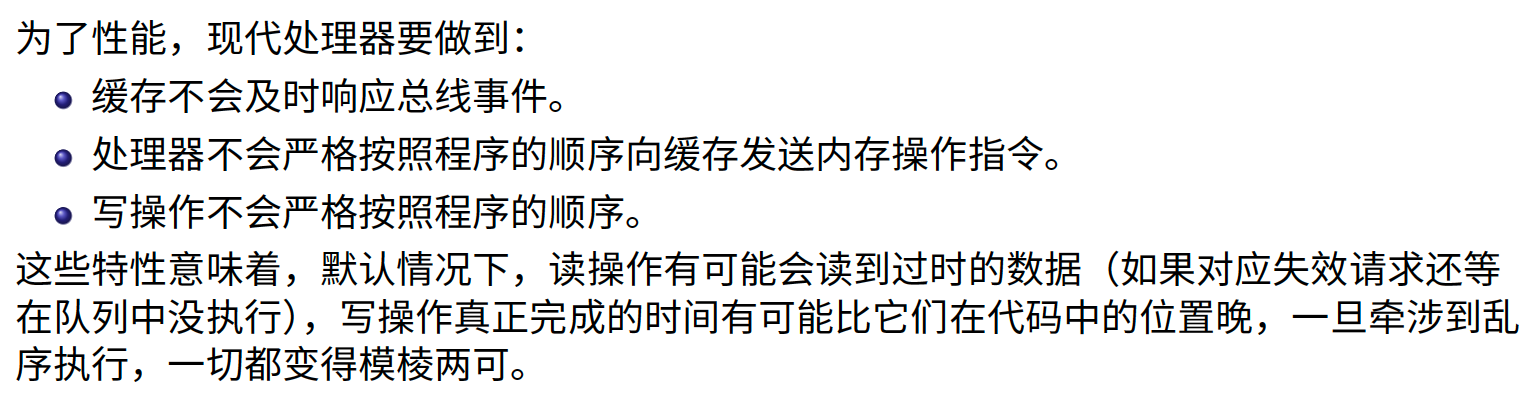 为了性能，现代处理器要做到：
缓存不会及时响应总线事件。
处理器不会严格按照程序的顺序向缓存发送内存操作指令。
写操作不会严格按照程序的顺序。
这些特性意味着，默认情况下，读操作有可能会读到过时的数据（如果对应失效请求还等
在队列中没执行），写操作真正完成的时间有可能比它们在代码中的位置晚，一旦牵涉到乱
序执行，一切都变得模棱两可。